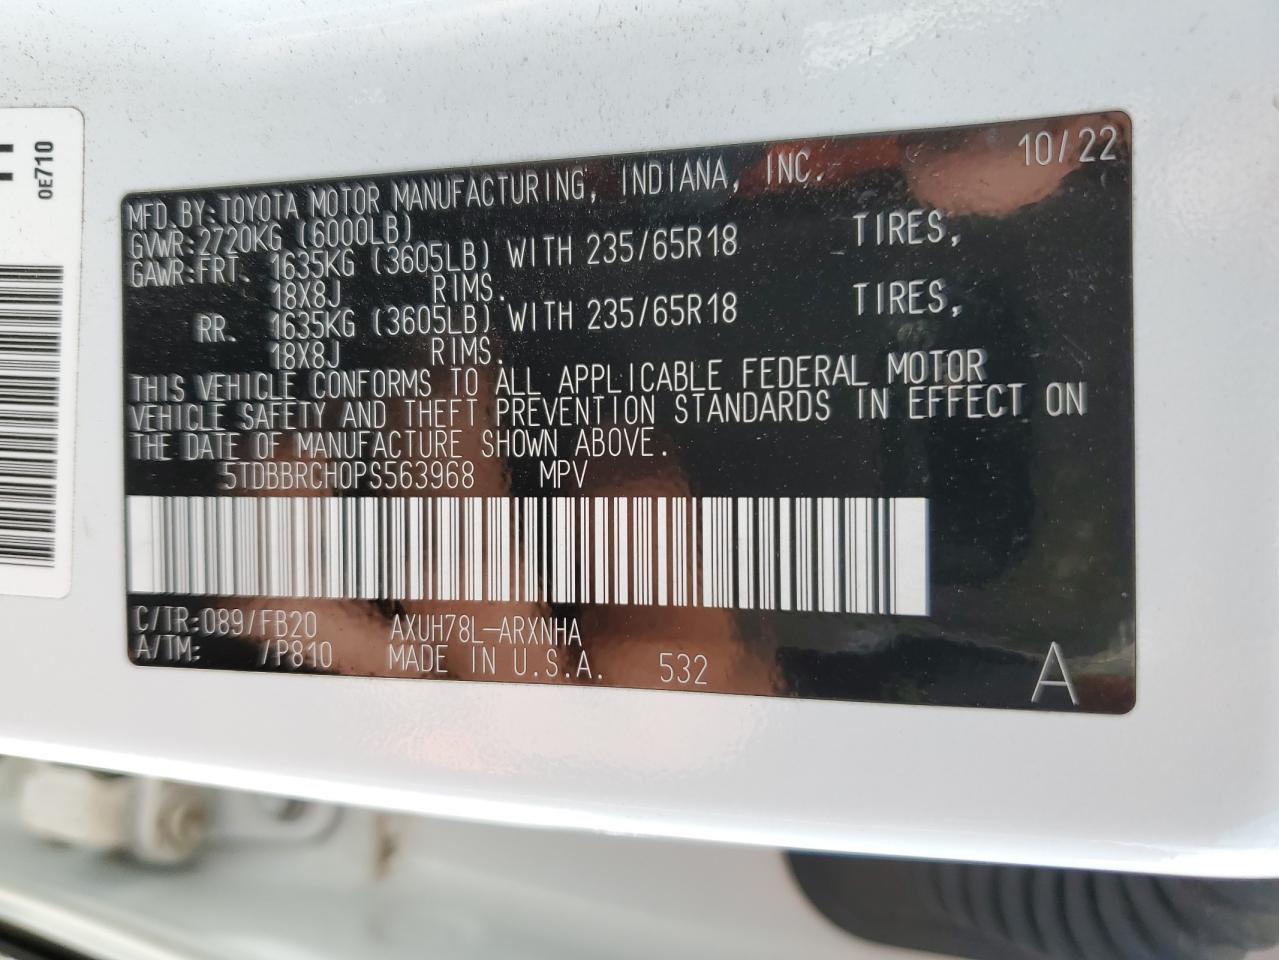 0E710
10/22
MFD.BY:TOYOTA MOTOR MANUFACTURING, INDIANA, INC.
GVWR:2720KG (6000LB)
GAWR:FRT. 1635KG (3605LB) WITH 235/65R18 TIRES,
18X8J RIMS.
RR. 1635KG (3605LB) WITH 235/65R18 TIRES,
18X8J RIMS.
THIS VEHICLE CONFORMS TO ALL APPLICABLE FEDERAL MOTOR
VEHICLE SAFETY AND THEFT PREVENTION STANDARDS IN EFFECT ON
THE DATE OF MANUFACTURE SHOWN ABOVE.
5TDBBRCH0PS563968 MPV
C/TR:089/FB20 AXUH78L-ARXNHA
A/TM: /P810 MADE IN U.S.A. 532
A